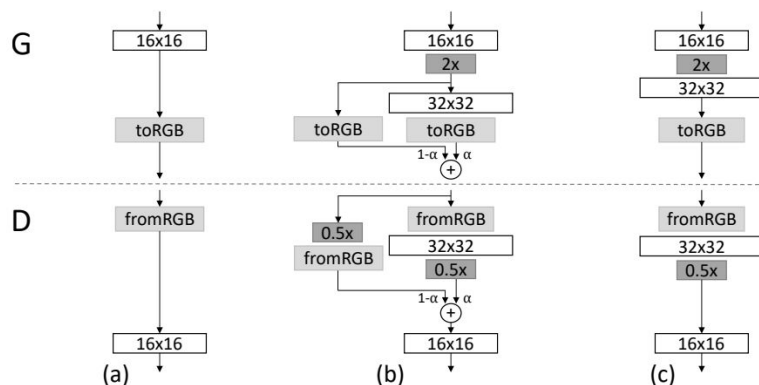 G
16x16
toRGB
16x16
2x
32x32
toRGB
toRGB
1-α
α
+
16x16
2x
32x32
toRGB
D
fromRGB
16x16
0.5x
fromRGB
fromRGB
32x32
0.5x
1-α
α
+
16x16
fromRGB
32x32
0.5x
16x16
(a)
(b)
(c)